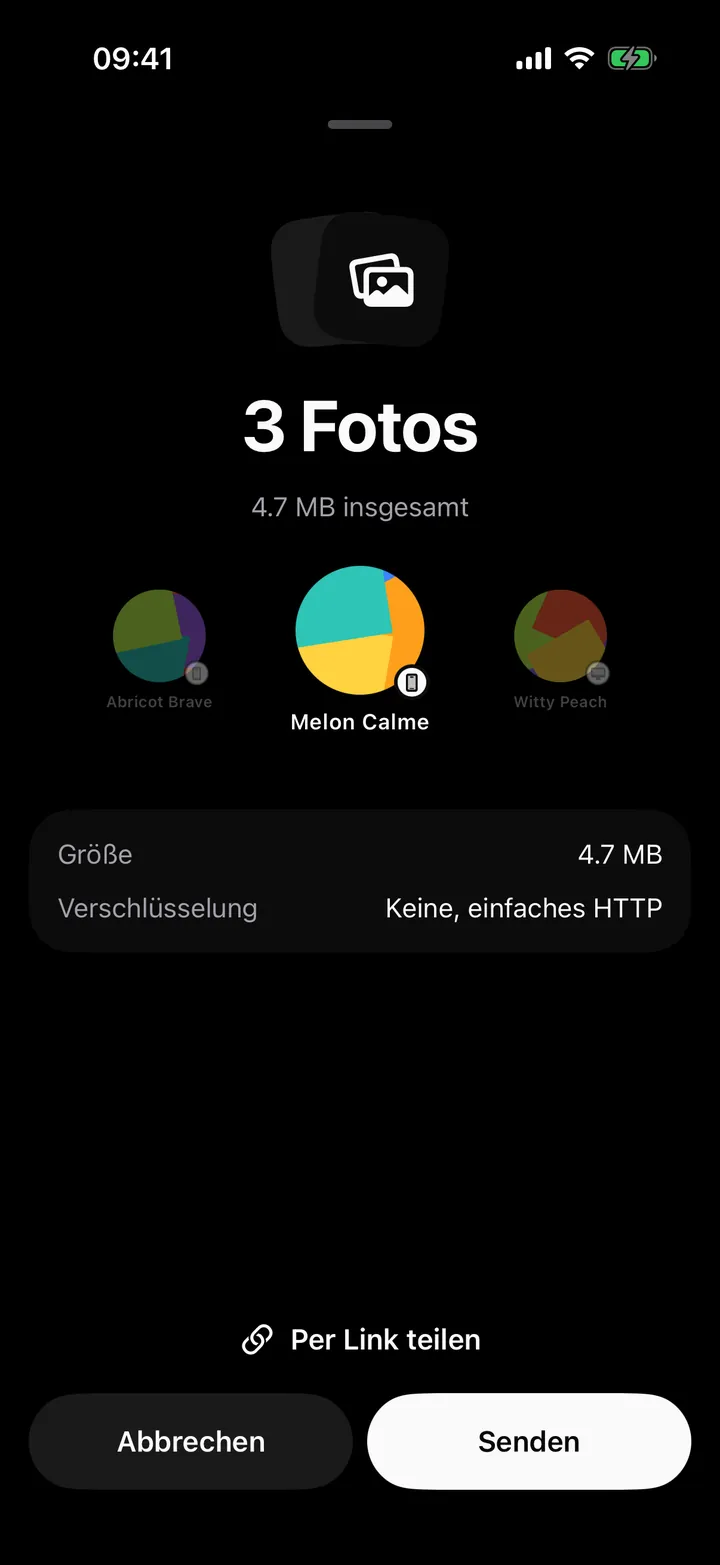 09:41
3 Fotos
4.7 MB insgesamt
Abricot Brave
Melon Calme
Witty Peach
Größe 4.7 MB
Verschlüsselung Keine, einfaches HTTP
Per Link teilen
Abbrechen Senden